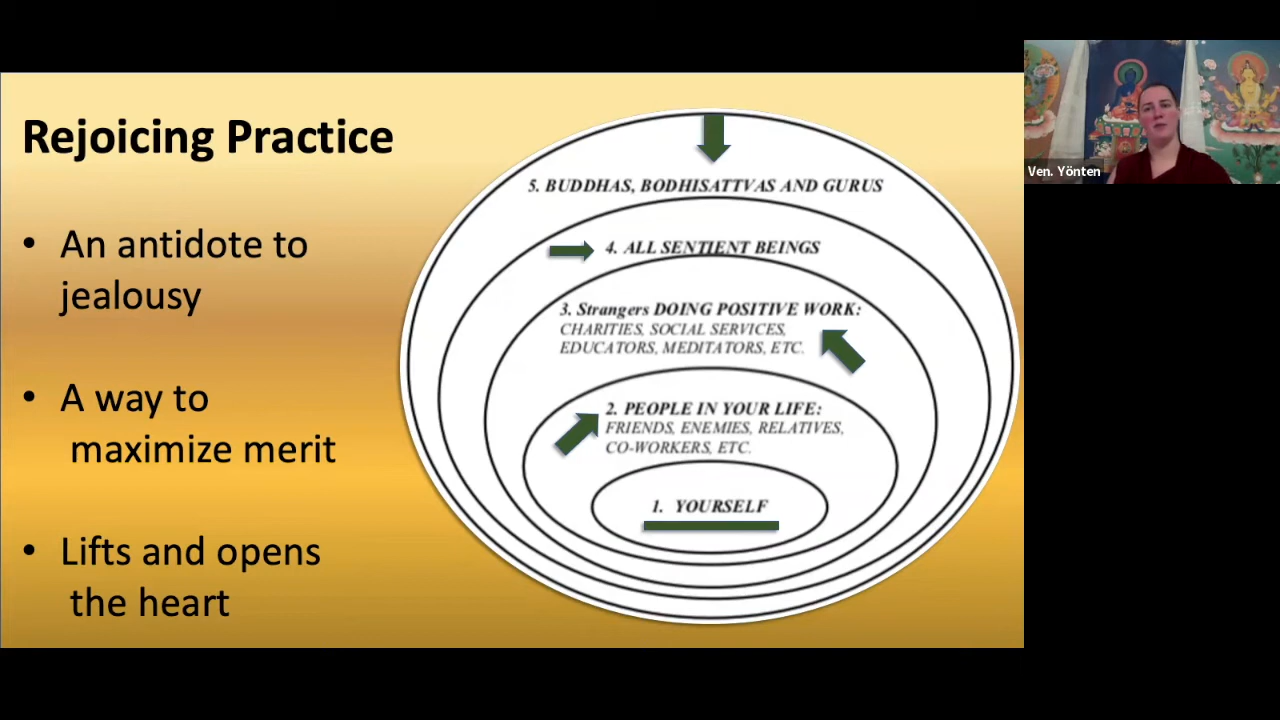 Rejoicing Practice
• An antidote to
jealousy
• A way to
maximize merit
• Lifts and opens
the heart
5. BUDDHAS, BODHISATTVAS AND GURUS
4. ALL SENTIENT BEINGS
3. Strangers DOING POSITIVE WORK:
CHARITIES, SOCIAL SERVICES,
EDUCATORS, MEDITATORS, ETC.
2. PEOPLE IN YOUR LIFE:
FRIENDS, ENEMIES, RELATIVES,
CO-WORKERS, ETC.
1. YOURSELF
Ven. Yönten